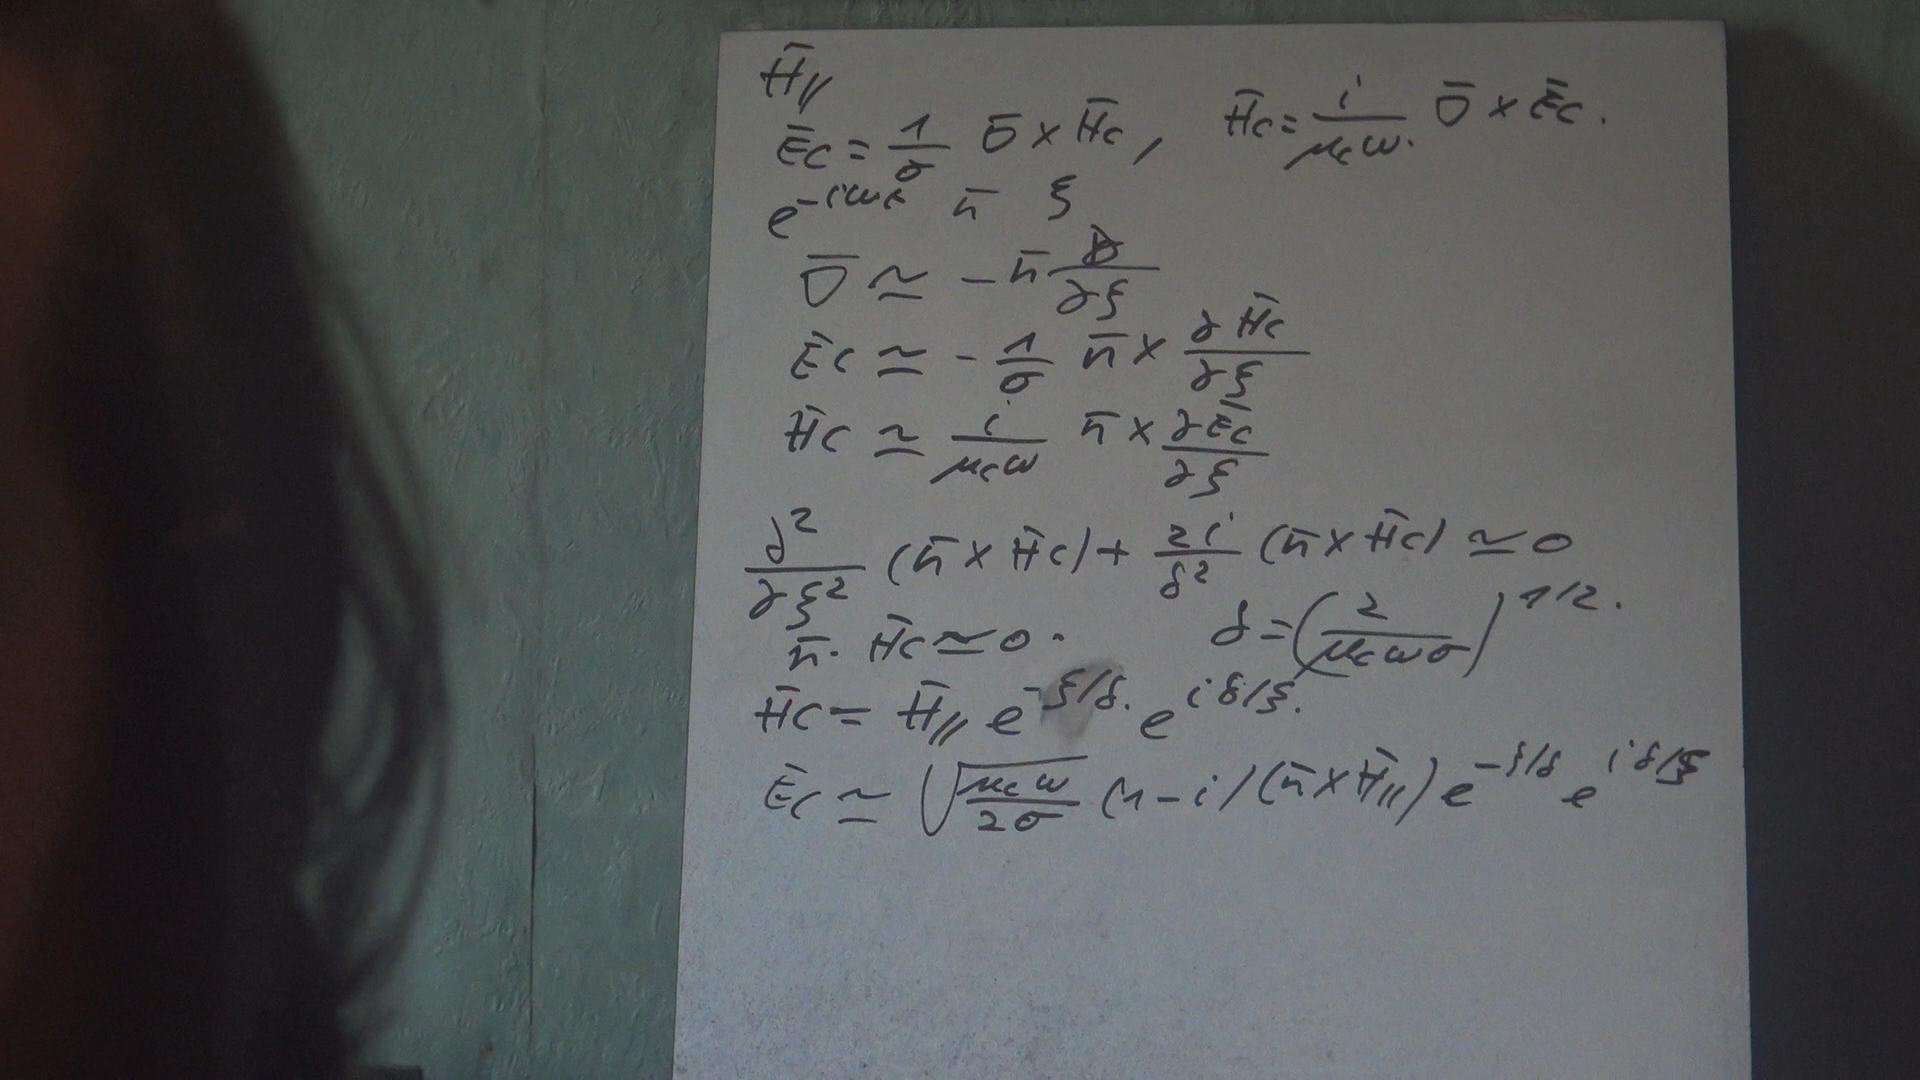 H̄∥
Ēc = 1/σ ∇̄ × H̄c, H̄c = i/(μcω) ∇̄ × Ēc.
e^(-iωt) n̄ ξ
∇̄ ≃ -n̄ ∂/∂ξ
Ēc ≃ -1/σ n̄ × ∂H̄c/∂ξ
H̄c ≃ i/(μcω) n̄ × ∂Ēc/∂ξ
∂²/∂ξ² (n̄ × H̄c) + 2i/δ² (n̄ × H̄c) ≃ 0
n̄ · H̄c ≃ 0. δ = (2/(μcωσ))^(1/2).
H̄c = H̄∥ e^(-ξ/δ). e^(iδ/ξ).
Ēc ≃ √(μcω/2σ) (1-i)(n̄ × H̄∥) e^(-ξ/δ) e^(iδ/ξ)